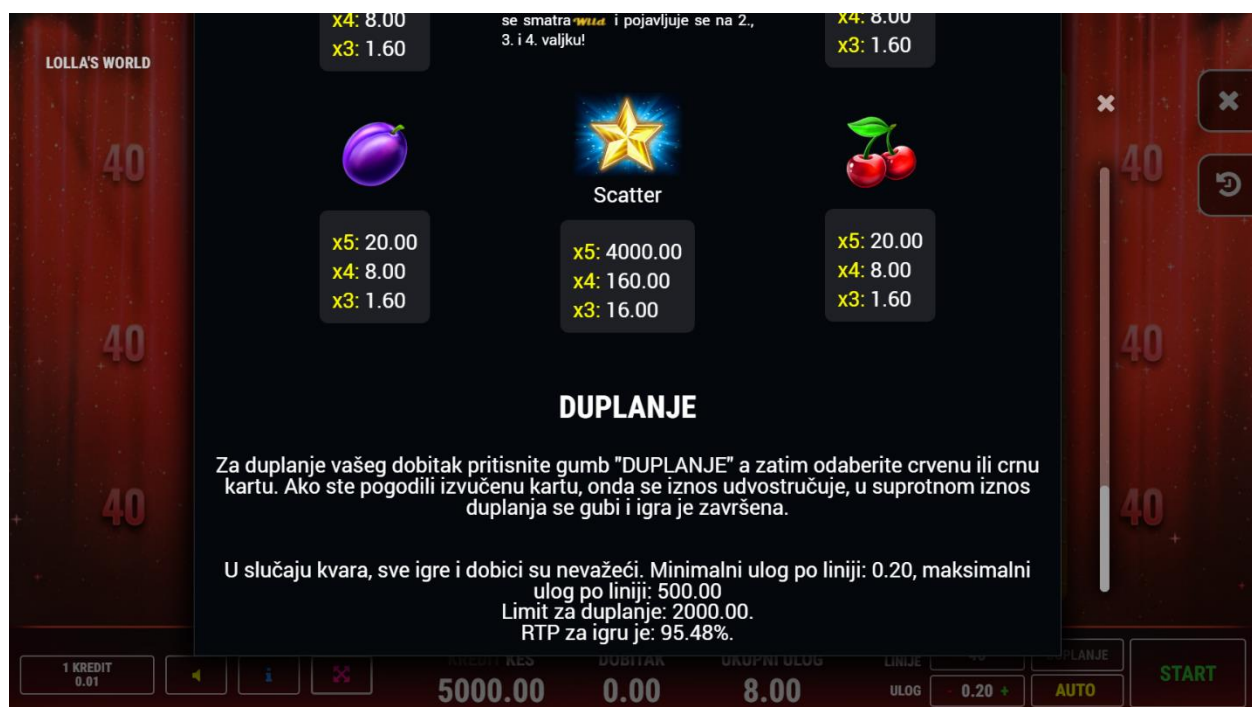 x4: 8.00
se smatra Wild i pojavljuje se na 2.,
x4: 8.00
x3: 1.60
3. i 4. valjku!
x3: 1.60
LOLLA'S WORLD
40
40
Scatter
x5: 20.00
x5: 4000.00
x5: 20.00
x4: 8.00
x4: 160.00
x4: 8.00
x3: 1.60
x3: 16.00
x3: 1.60
40
40
DUPLANJE
Za duplanje vašeg dobitak pritisnite gumb "DUPLANJE" a zatim odaberite crvenu ili crnu
kartu. Ako ste pogodili izvučenu kartu, onda se iznos udvostručuje, u suprotnom iznos
duplanja se gubi i igra je završena.
40
40
U slučaju kvara, sve igre i dobici su nevažeći. Minimalni ulog po liniji: 0.20, maksimalni
ulog po liniji: 500.00
Limit za duplanje: 2000.00.
RTP za igru je: 95.48%.
1 KREDIT
0.01
KREDIT KEŠ
5000.00
DOBITAK
0.00
UKUPNI ULOG
8.00
LINIJE
40
DUPLANJE
ULOG
- 0.20 +
AUTO
START